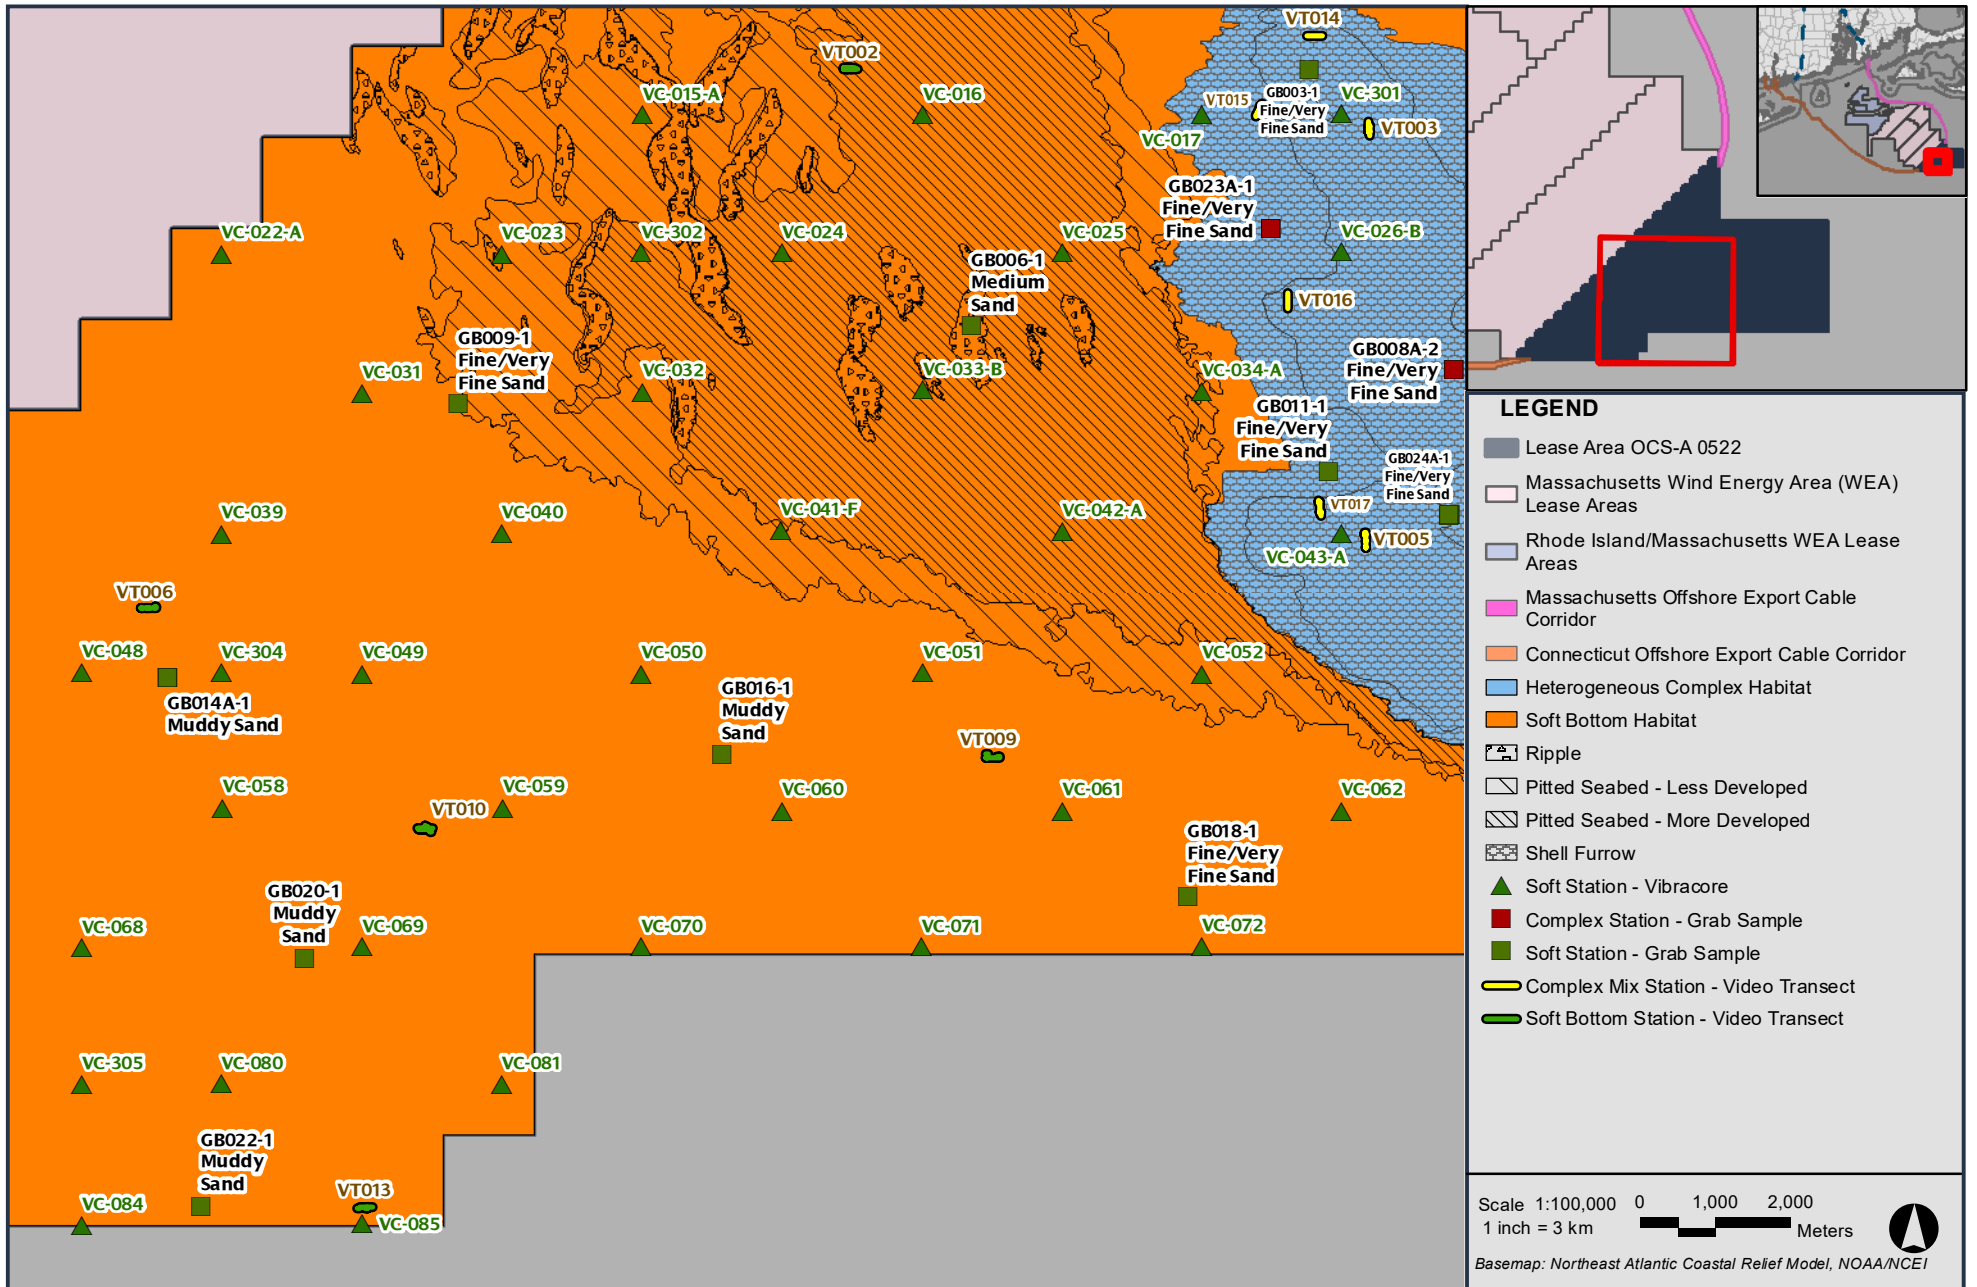 VT014
VT002
VC-015-A
VC-016
VT015
GB003-1
Fine/Very
Fine Sand
VC-301
VT003
VC-017
GB023A-1
Fine/Very
Fine Sand
VC-022-A
VC-023
VC-302
VC-024
VC-025
VC-026-B
GB006-1
Medium
Sand
VT016
GB009-1
Fine/Very
Fine Sand
GB008A-2
Fine/Very
Fine Sand
VC-031
VC-032
VC-033-B
VC-034-A
GB011-1
Fine/Very
Fine Sand
GB024A-1
Fine/Very
Fine Sand
VC-039
VC-040
VC-041-F
VC-042-A
VT017
VT005
VC-043-A
VT006
VC-048
VC-304
VC-049
VC-050
VC-051
VC-052
GB014A-1
Muddy Sand
GB016-1
Muddy
Sand
VT009
VC-058
VT010
VC-059
VC-060
VC-061
VC-062
GB018-1
Fine/Very
Fine Sand
GB020-1
Muddy
Sand
VC-068
VC-069
VC-070
VC-071
VC-072
VC-305
VC-080
VC-081
GB022-1
Muddy
Sand
VT013
VC-084
VC-085
LEGEND
Lease Area OCS-A 0522
Massachusetts Wind Energy Area (WEA)
Lease Areas
Rhode Island/Massachusetts WEA Lease
Areas
Massachusetts Offshore Export Cable
Corridor
Connecticut Offshore Export Cable Corridor
Heterogeneous Complex Habitat
Soft Bottom Habitat
Ripple
Pitted Seabed - Less Developed
Pitted Seabed - More Developed
Shell Furrow
Soft Station - Vibracore
Complex Station - Grab Sample
Soft Station - Grab Sample
Complex Mix Station - Video Transect
Soft Bottom Station - Video Transect
Scale 1:100,000
1 inch = 3 km
0 1,000 2,000
Meters
Basemap: Northeast Atlantic Coastal Relief Model, NOAA/NCEI